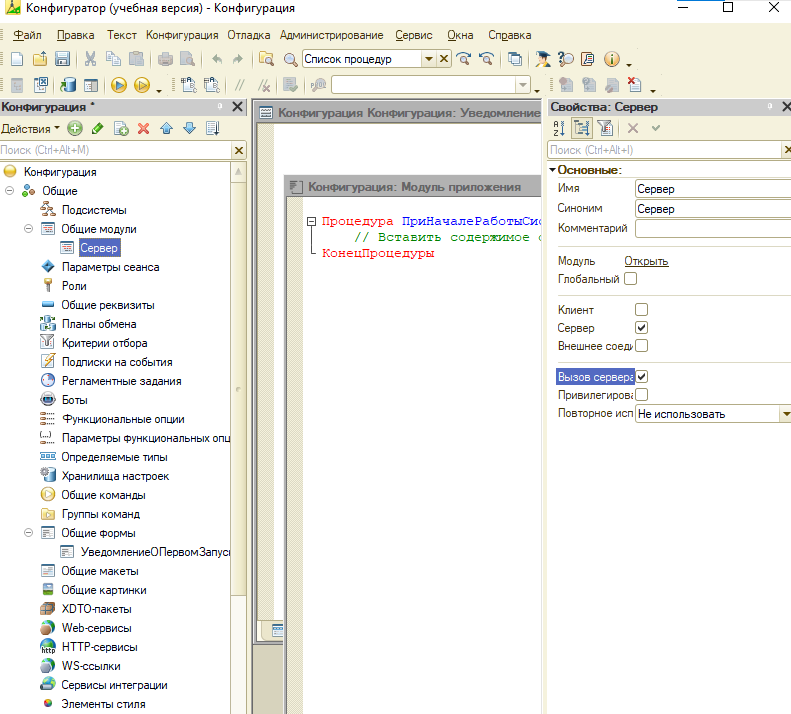 Конфигуратор (учебная версия) - Конфигурация
Файл Правка Текст Конфигурация Отладка Администрирование Сервис Окна Справка
Список процедур
Конфигурация *
Действия
Поиск (Ctrl+Alt+M)
Конфигурация
Общие
Подсистемы
Общие модули
Сервер
Параметры сеанса
Роли
Общие реквизиты
Планы обмена
Критерии отбора
Подписки на события
Регламентные задания
Боты
Функциональные опции
Параметры функциональных опц
Определяемые типы
Хранилища настроек
Общие команды
Группы команд
Общие формы
УведомлениеОПервомЗапус
Общие макеты
Общие картинки
XDTO-пакеты
Web-сервисы
HTTP-сервисы
WS-ссылки
Сервисы интеграции
Элементы стиля
Конфигурация Конфигурация: Уведомление
Конфигурация: Модуль приложения
Процедура ПриНачалеРаботыСис
// Вставить содержимое о
КонецПроцедуры
Свойства: Сервер
Поиск (Ctrl+Alt+I)
Основные:
Имя Сервер
Синоним Сервер
Комментарий
Модуль Открыть
Глобальный
Клиент
Сервер
Внешнее соеди
Вызов сервера
Привилегирова
Повторное исп Не использовать